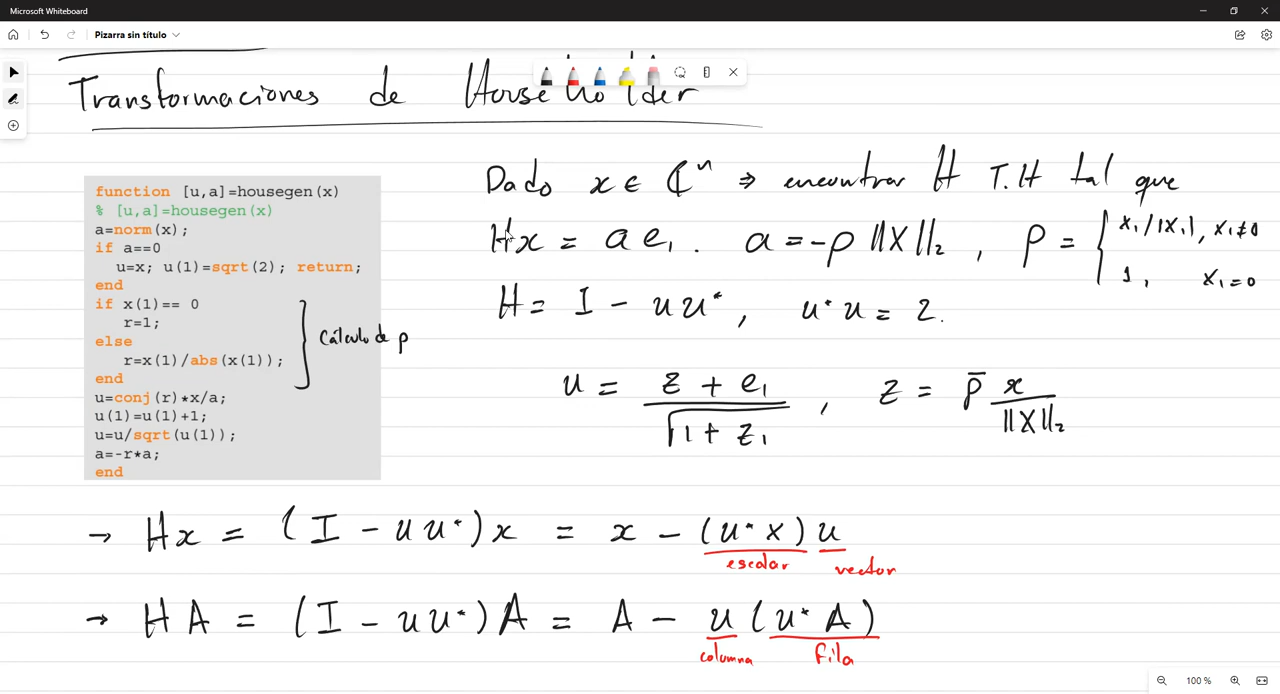 Microsoft Whiteboard
Pizarra sin título
100 %
Transformaciones de Householder
function [u,a]=housegen(x)
% [u,a]=housegen(x)
a=norm(x);
if a==0
u=x; u(1)=sqrt(2); return;
end
if x(1)== 0
r=1;
else
r=x(1)/abs(x(1));
end
u=conj(r)*x/a;
u(1)=u(1)+1;
u=u/sqrt(u(1));
a=-r*a;
end
Cálculo de ρ
Dado x ∈ ℂⁿ ⇒ encontrar H T.H tal que
Hx = a e₁. a = -ρ ||x||₂ , ρ = { x₁/|x₁|, x₁≠0
1, x₁=0
H = I - uu*, u*u = 2.
u = (z + e₁)/√(1 + z₁) , z = ρ̄ x/||x||₂
→ Hx = (I - uu*)x = x - (u*x)u
escalar vector
→ HA = (I - uu*)A = A - u(u*A)
columna fila